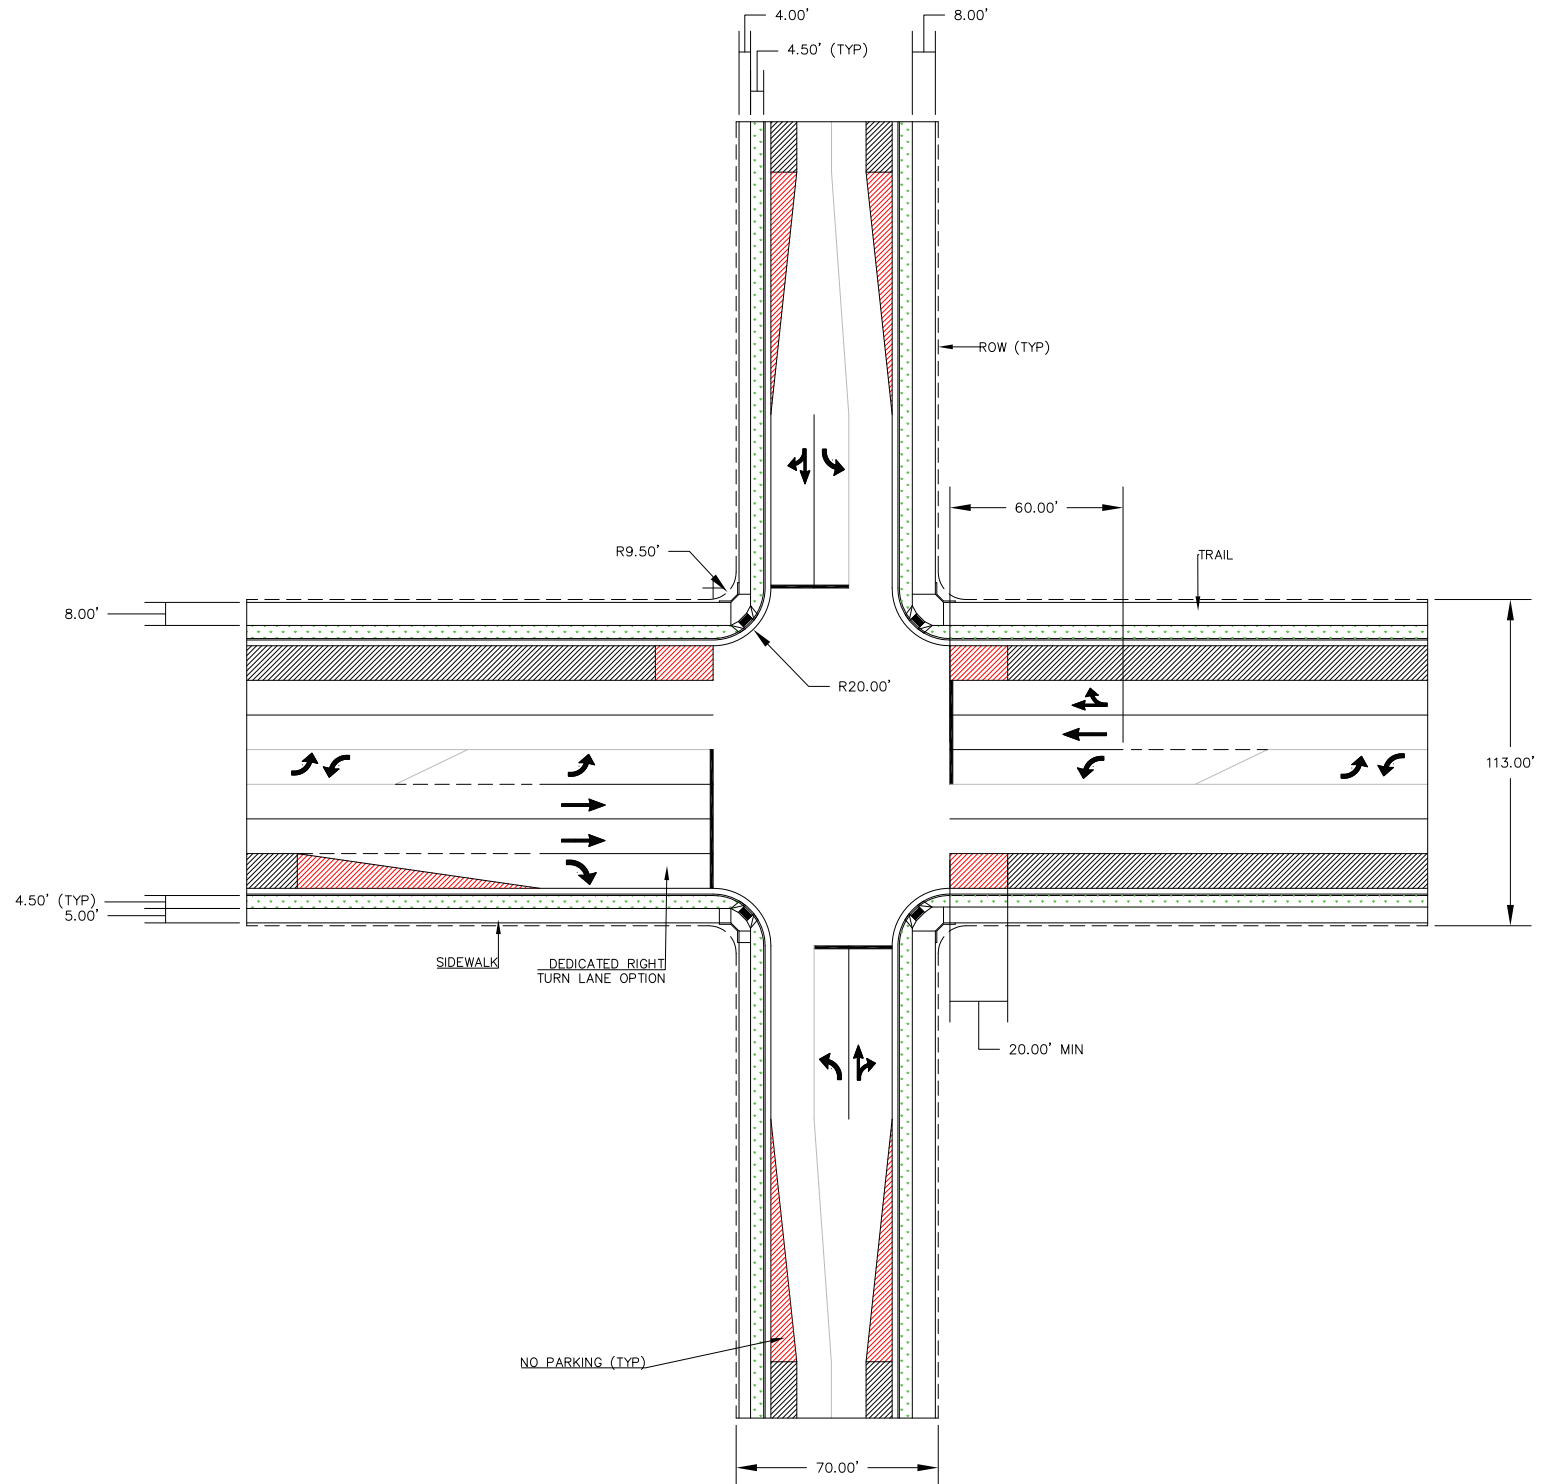 4.00'
8.00'
4.50' (TYP)
ROW (TYP)
60.00'
R9.50'
TRAIL
8.00'
R20.00'
113.00'
4.50' (TYP)
5.00'
SIDEWALK
DEDICATED RIGHT
TURN LANE OPTION
20.00' MIN
NO PARKING (TYP)
70.00'